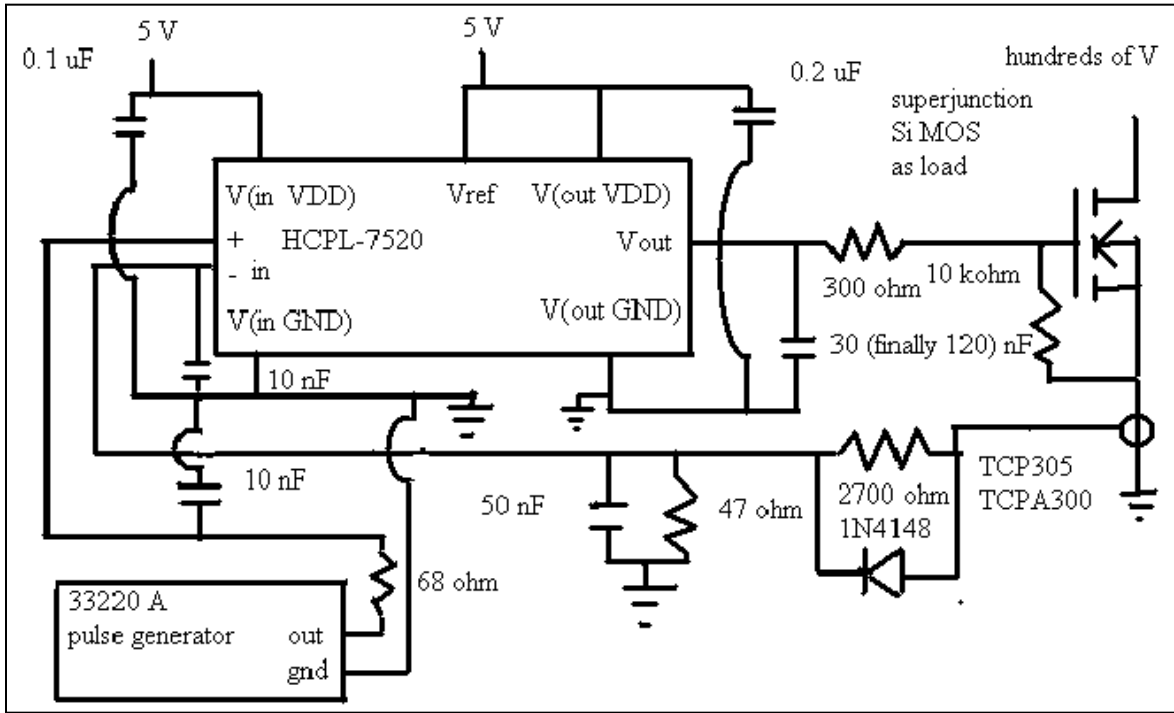 5 V
5 V
0.1 uF
0.2 uF
hundreds of V
superjunction
Si MOS
as load
V(in VDD)
Vref
V(out VDD)
+
HCPL-7520
Vout
- in
V(in GND)
V(out GND)
300 ohm
10 kohm
30 (finally 120) nF
10 nF
10 nF
50 nF
47 ohm
2700 ohm
1N4148
TCP305
TCPA300
68 ohm
33220 A
pulse generator
out
gnd